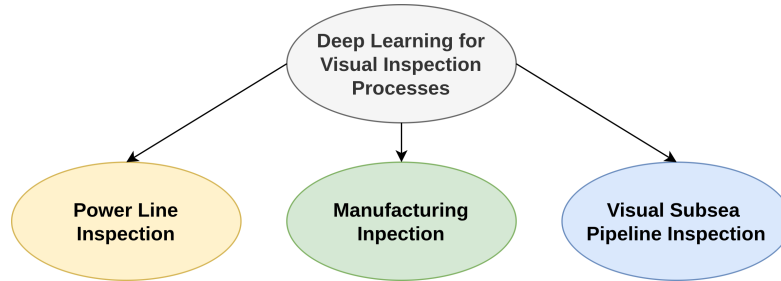 Deep Learning for
Visual Inspection
Processes
Power Line
Inspection
Manufacturing
Inpection
Visual Subsea
Pipeline Inspection